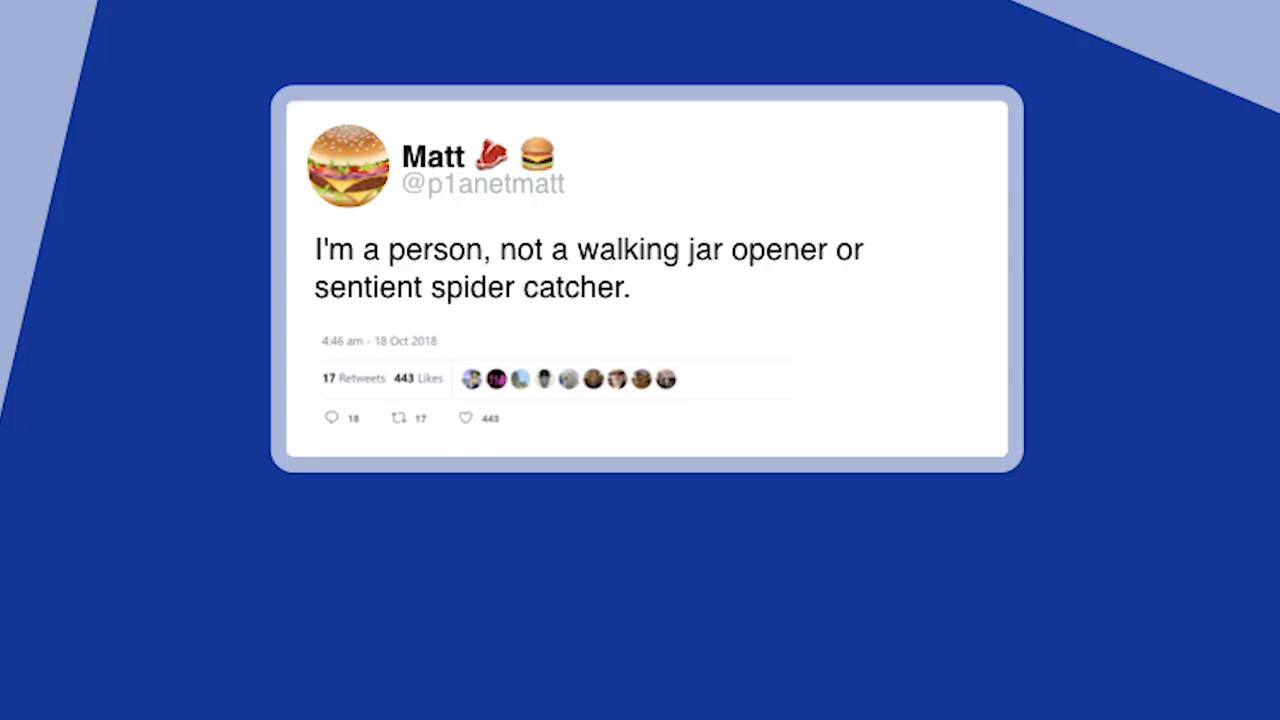 Matt
@p1anetmatt
I'm a person, not a walking jar opener or
sentient spider catcher.
4:46 am - 18 Oct 2018
17 Retweets 443 Likes
18 17 443